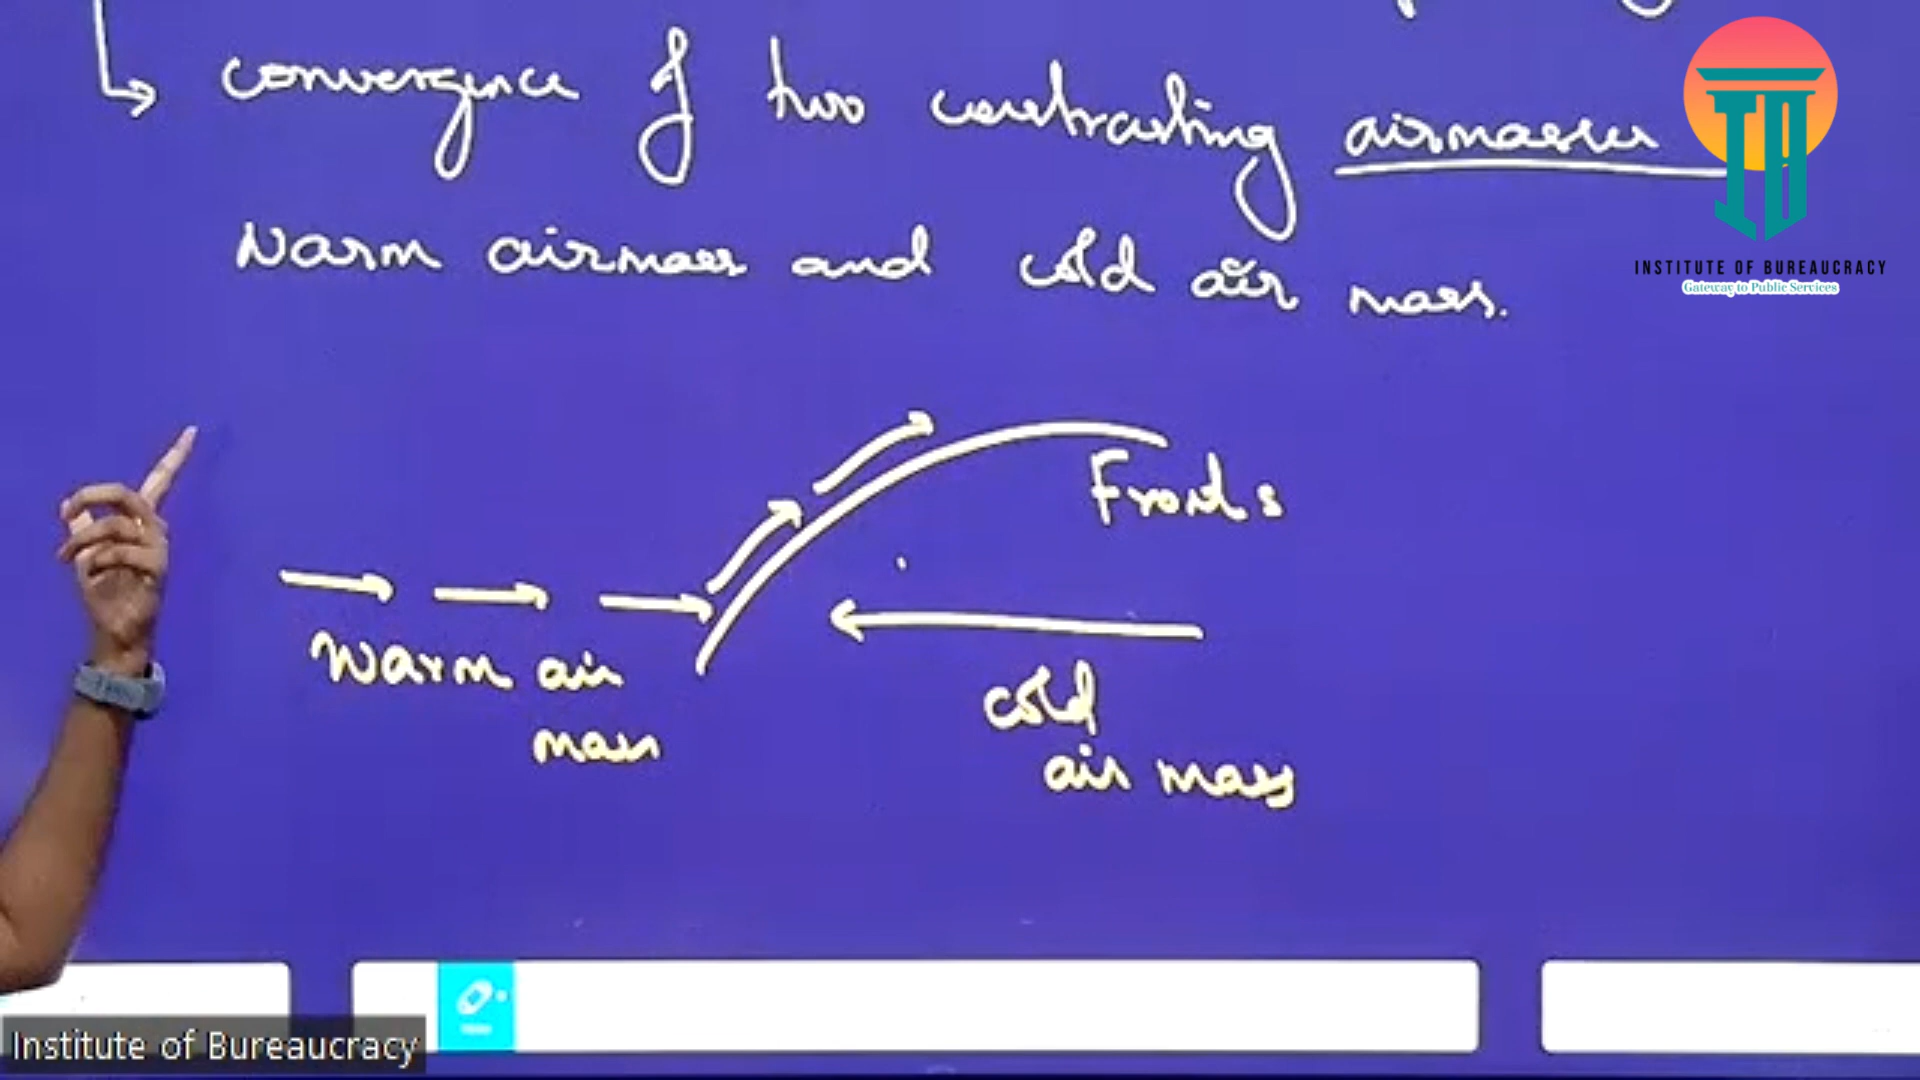 convergence of two contrasting airmasses
Warm airmass and cold air mass.
Fronts
Warm air
mass
cold
air mass
INSTITUTE OF BUREAUCRACY
Gateway to Public Services
Institute of Bureaucracy